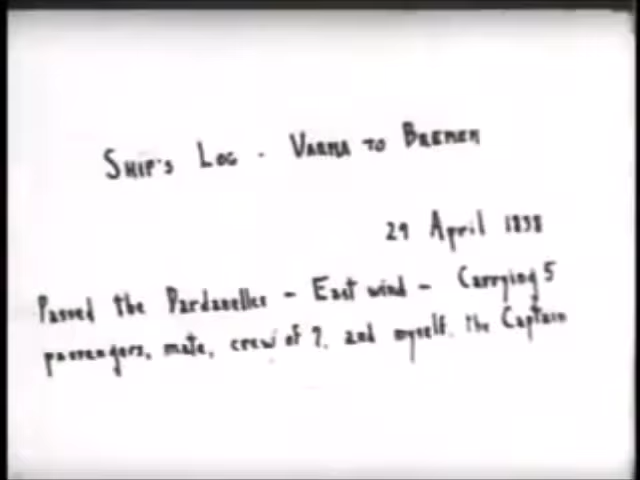 Ship's Log - Varna to Bremen
29 April 1838
Passed the Dardanelles - East wind - Carrying 5
passengers, mate, crew of 7, and myself, the Captain